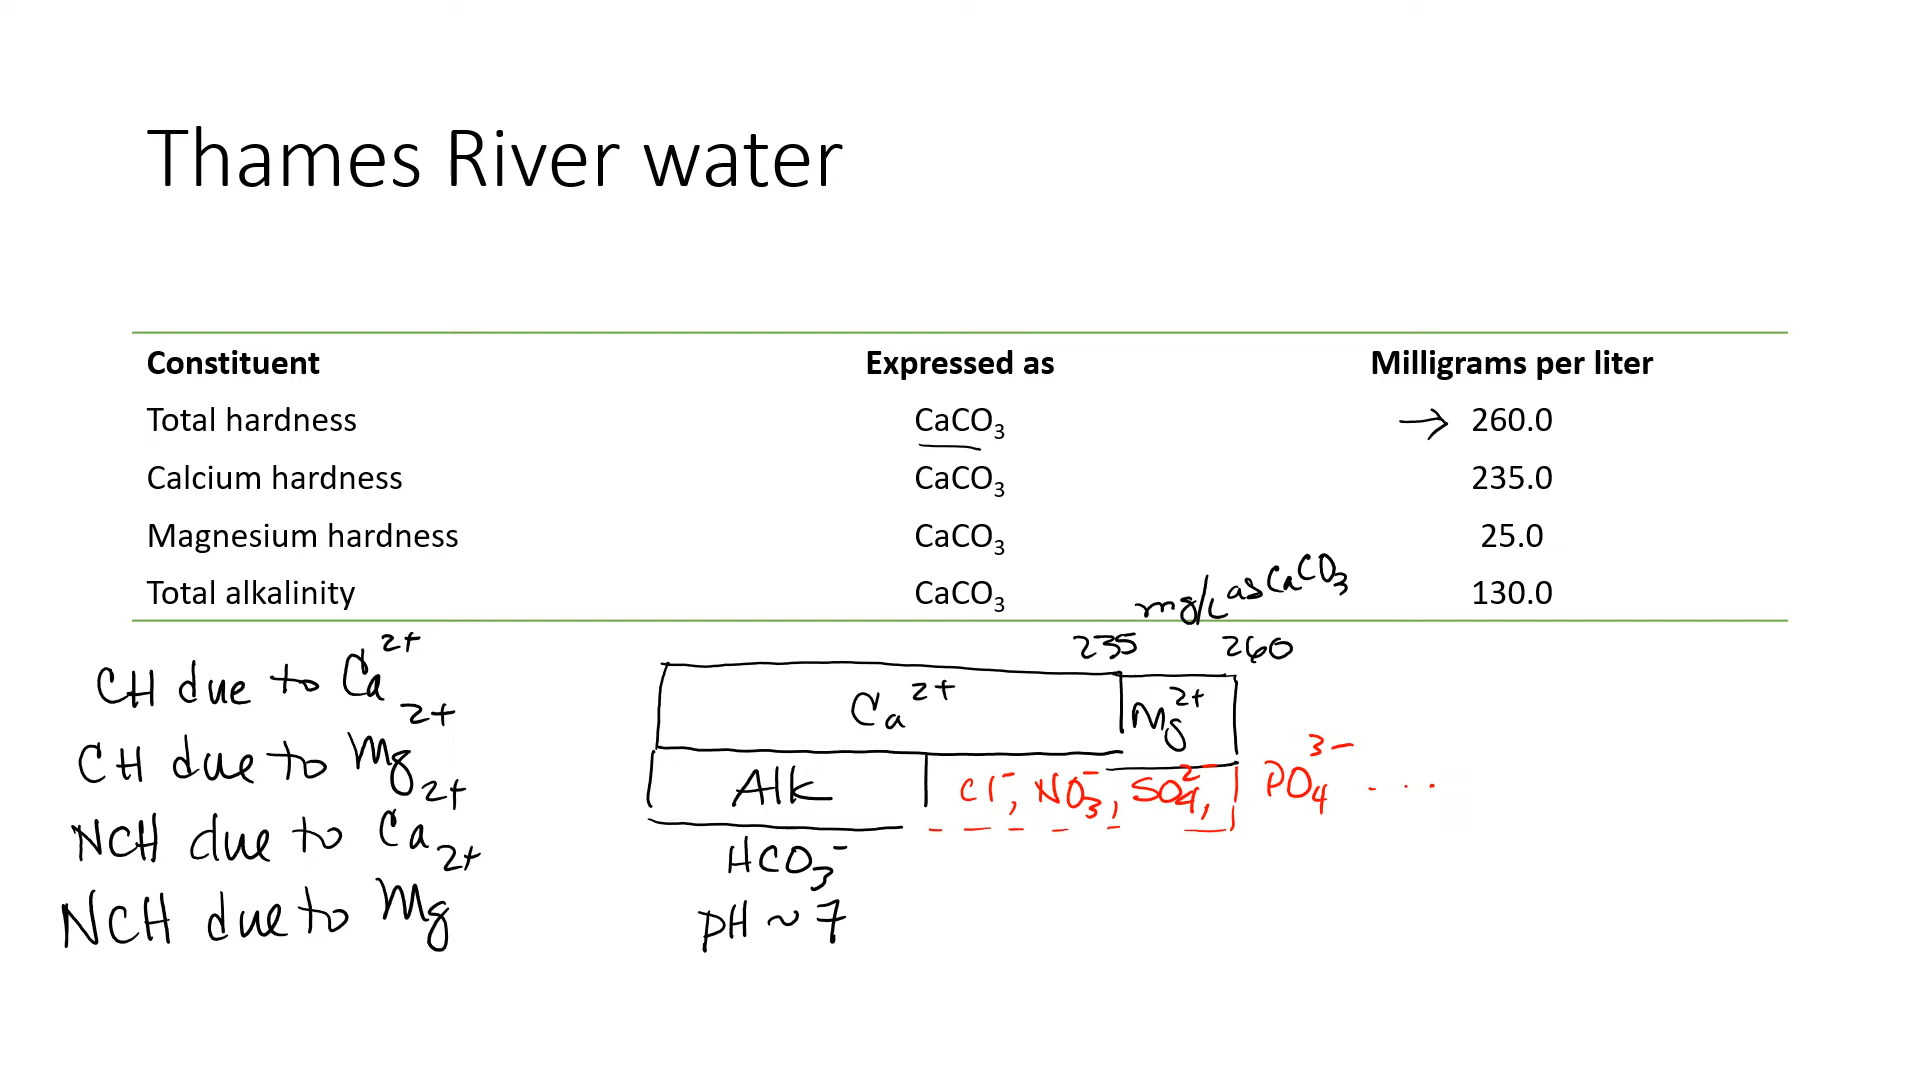 Thames River water
Constituent Expressed as Milligrams per liter
Total hardness CaCO₃ → 260.0
Calcium hardness CaCO₃ 235.0
Magnesium hardness CaCO₃ 25.0
Total alkalinity CaCO₃ 130.0
mg/L as CaCO₃
235 260
CH due to Ca²⁺
CH due to Mg²⁺
NCH due to Ca²⁺
NCH due to Mg²⁺
Ca²⁺ Mg²⁺
Alk Cl⁻, NO₃⁻, SO₄²⁻, PO₄³⁻ ....
HCO₃⁻
pH ~ 7